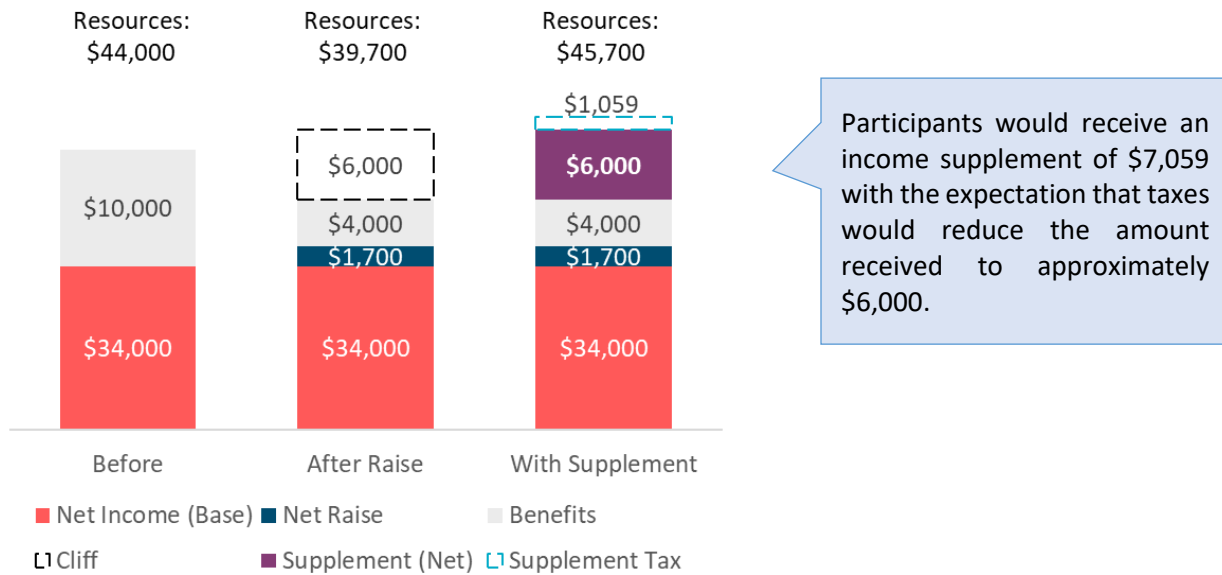 Resources:
$44,000
Resources:
$39,700
Resources:
$45,700
$10,000
$34,000
$6,000
$4,000
$1,700
$34,000
$1,059
$6,000
$4,000
$1,700
$34,000
Before
After Raise
With Supplement
Net Income (Base)
Net Raise
Benefits
Cliff
Supplement (Net)
Supplement Tax
Participants would receive an
income supplement of $7,059
with the expectation that taxes
would reduce the amount
received to approximately
$6,000.